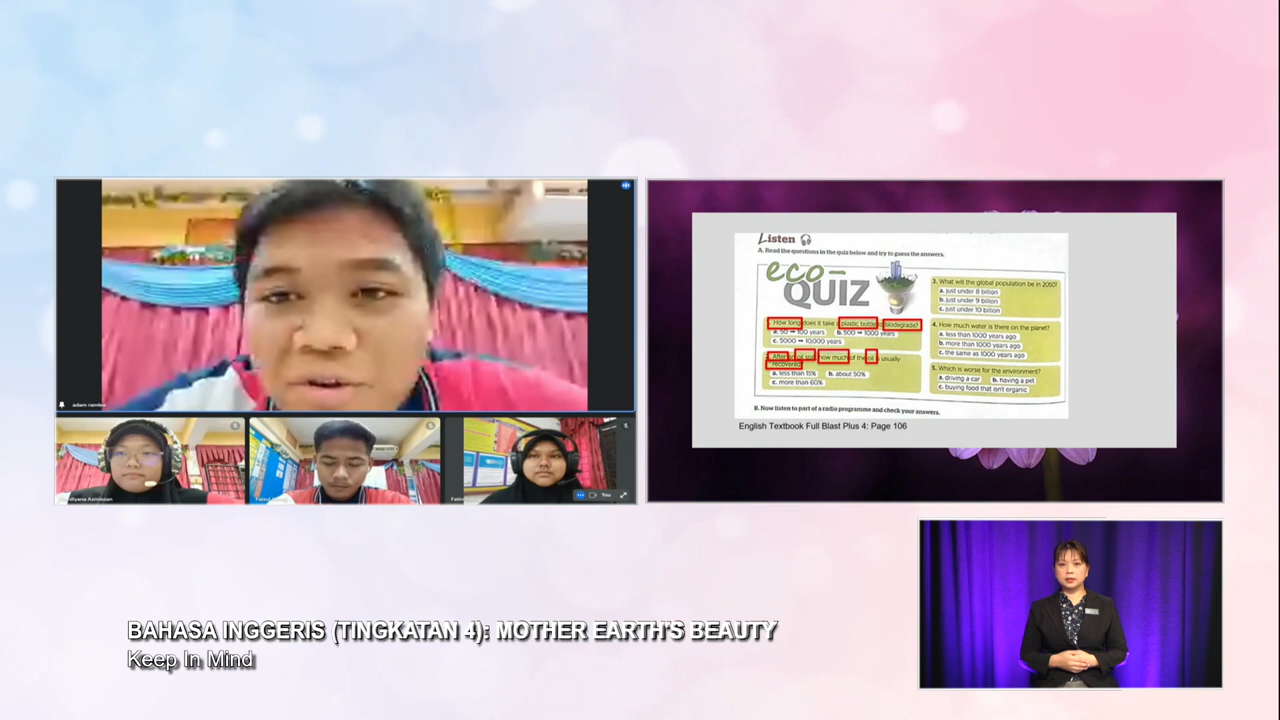 adam ramlan
You
Listen
A. Read the questions in the quiz below and try to guess the answers.
eco-
QUIZ
How long does it take a plastic bottle to biodegrade?
a. 50 – 100 years b. 500 – 1000 years
c. 5000 – 10,000 years
2. After an oil spill how much of the oil is usually
recovered
a. less than 15% b. about 50%
c. more than 60%
3. What will the global population be in 2050?
a. just under 8 billion
b. just under 9 billion
c. just under 10 billion
4. How much water is there on the planet?
a. less than 1000 years ago
b. more than 1000 years ago
c. the same as 1000 years ago
5. Which is worse for the environment?
a. driving a car b. having a pet
c. buying food that isn't organic
B. Now listen to part of a radio programme and check your answers.
English Textbook Full Blast Plus 4: Page 106
BAHASA INGGERIS (TINGKATAN 4): MOTHER EARTH'S BEAUTY
Keep In Mind